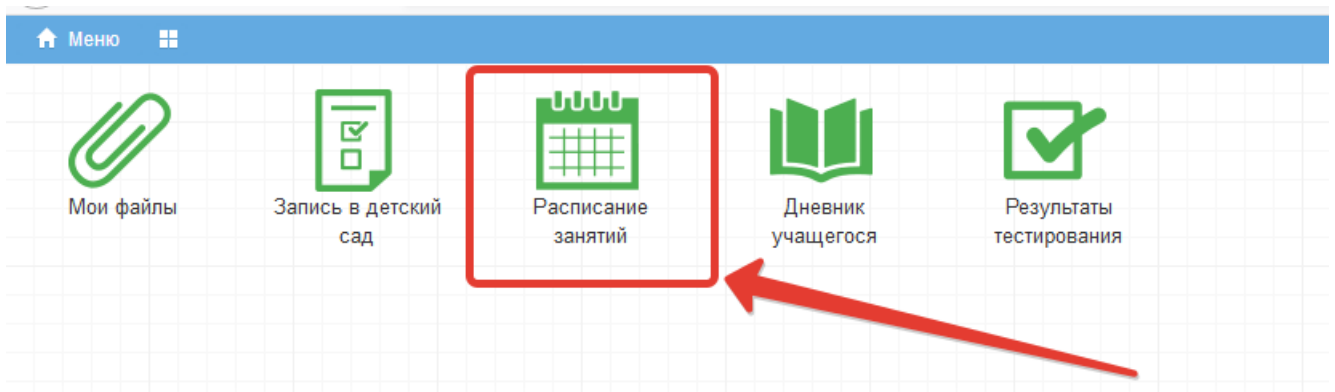 Меню
Мои файлы
Запись в детский
сад
Расписание
занятий
Дневник
учащегося
Результаты
тестирования